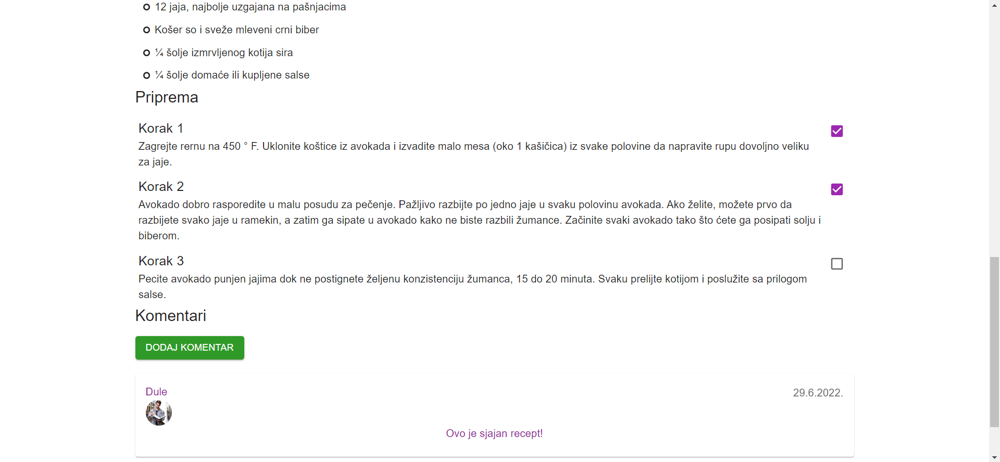 12 jaja, najbolje uzgajana na pašnjacima
Košer so i sveže mleveni crni biber
¼ šolje izmrvljenog kotija sira
¼ šolje domaće ili kupljene salse
Priprema
Korak 1
Zagrejte rernu na 450 ° F. Uklonite koštice iz avokada i izvadite malo mesa (oko 1 kašičica) iz svake polovine da napravite rupu dovoljno veliku
za jaje.
Korak 2
Avokado dobro rasporedite u malu posudu za pečenje. Pažljivo razbijte po jedno jaje u svaku polovinu avokada. Ako želite, možete prvo da
razbijete svako jaje u ramekin, a zatim ga sipate u avokado kako ne biste razbili žumance. Začinite svaki avokado tako što ćete ga posipati solju i
biberom.
Korak 3
Pecite avokado punjen jajima dok ne postignete željenu konzistenciju žumanca, 15 do 20 minuta. Svaku prelijte kotijom i poslužite sa prilogom
salse.
Komentari
DODAJ KOMENTAR
Dule
29.6.2022.
Ovo je sjajan recept!